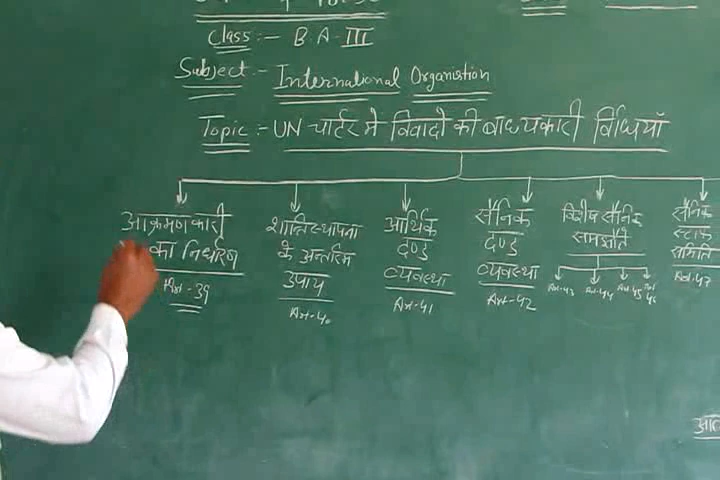 Class :- B.A-III
Subject :- International Organistion
Topic :- UN चार्टर में विवादों की बाध्यकारी विधियाँ
आक्रमणकारी
का निर्धारण
Art-39
शान्तिस्थापना
के अन्तरिम
उपाय
Art-40
आर्थिक
दण्ड
व्यवस्था
Art-41
सैनिक
दण्ड
व्यवस्था
Art-42
विशेष सैनिक
समझौते
Art-43 Art-44 Art-45 Art-46
सैनिक
स्टाफ
समिति
Art-47